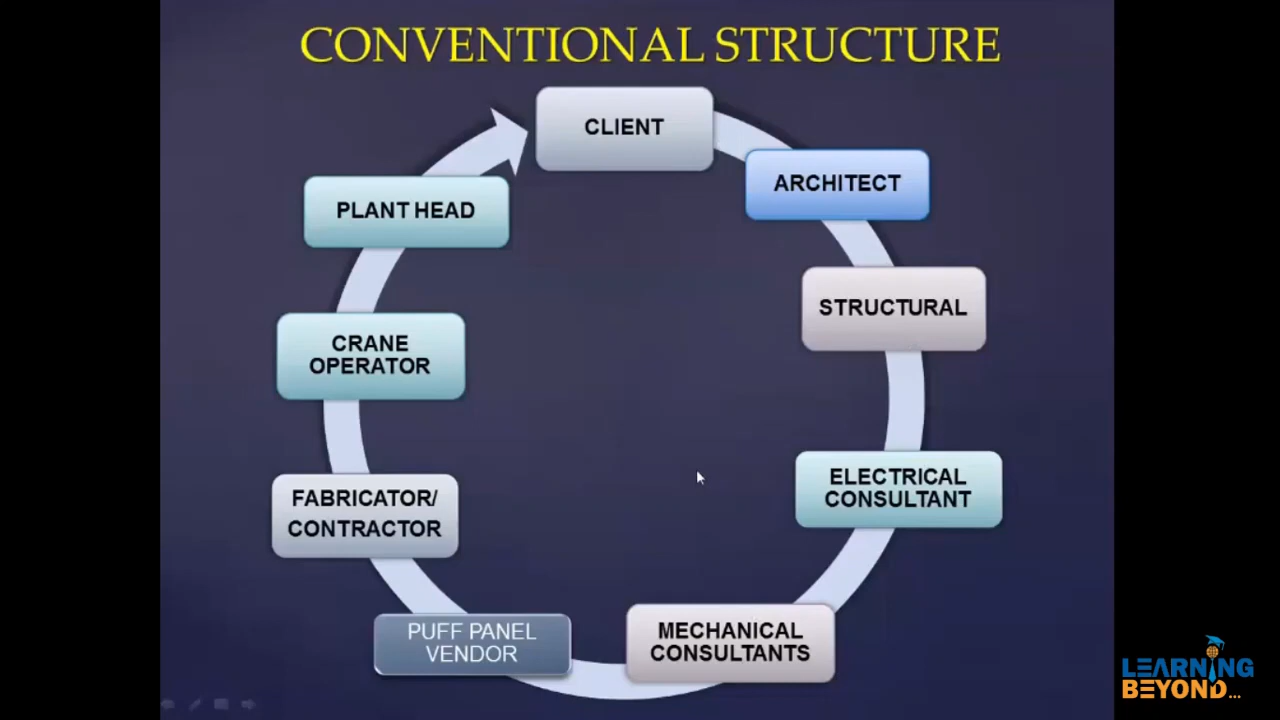 CONVENTIONAL STRUCTURE
CLIENT
ARCHITECT
STRUCTURAL
ELECTRICAL
CONSULTANT
MECHANICAL
CONSULTANTS
PUFF PANEL
VENDOR
FABRICATOR/
CONTRACTOR
CRANE
OPERATOR
PLANT HEAD
LEARNING
BEYOND...